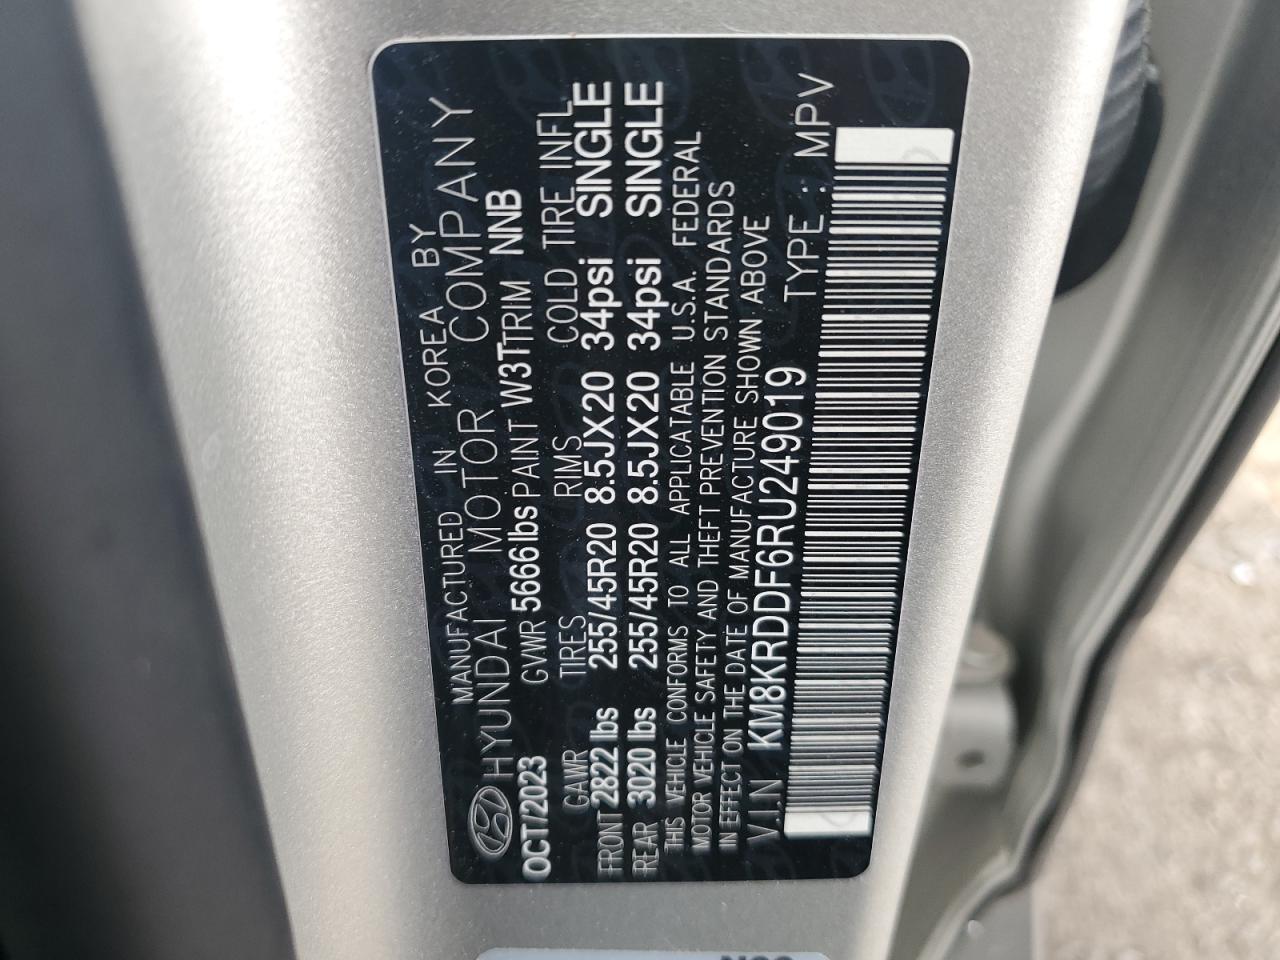 MANUFACTURED IN KOREA BY
HYUNDAI MOTOR COMPANY
OCT/2023 GVWR 5666 lbs PAINT W3T TRIM NNB
GAWR TIRES RIMS COLD TIRE INFL
FRONT 2822 lbs 255/45R20 8.5JX20 34psi SINGLE
REAR 3020 lbs 255/45R20 8.5JX20 34psi SINGLE
THIS VEHICLE CONFORMS TO ALL APPLICATABLE U.S.A. FEDERAL
MOTOR VEHICLE SAFETY AND THEFT PREVENTION STANDARDS
IN EFFECT ON THE DATE OF MANUFACTURE SHOWN ABOVE
V.I.N KM8KRDDF6RU249019 TYPE : MPV